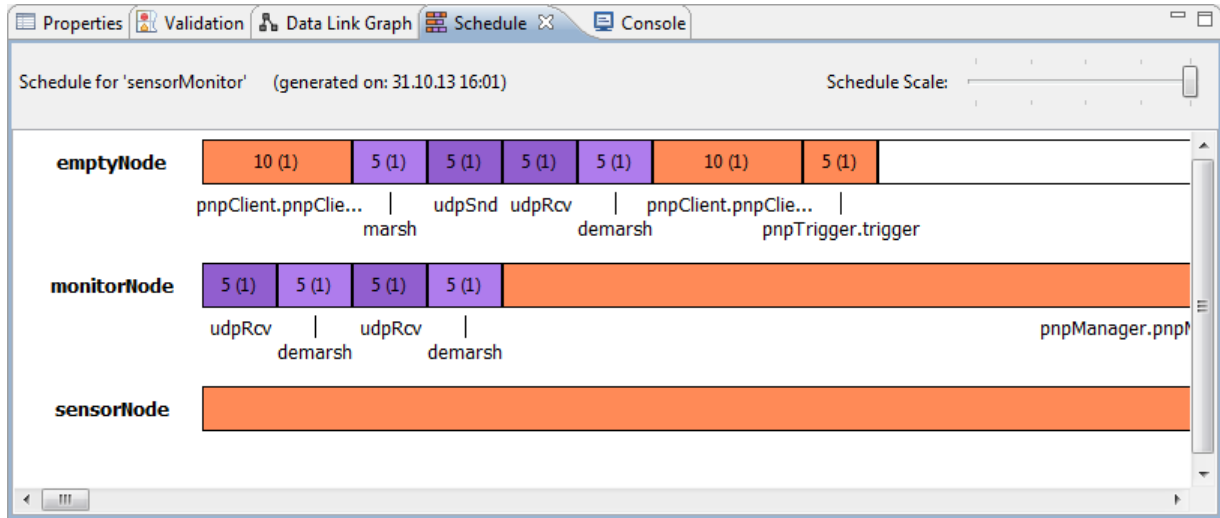 Properties Validation Data Link Graph Schedule Console
Schedule for 'sensorMonitor' (generated on: 31.10.13 16:01) Schedule Scale:
emptyNode 10 (1) 5 (1) 5 (1) 5 (1) 5 (1) 10 (1) 5 (1)
pnpClient.pnpClie... udpSnd udpRcv pnpClient.pnpClie...
marsh demarsh pnpTrigger.trigger
monitorNode 5 (1) 5 (1) 5 (1) 5 (1)
udpRcv udpRcv pnpManager.pnpM
demarsh demarsh
sensorNode